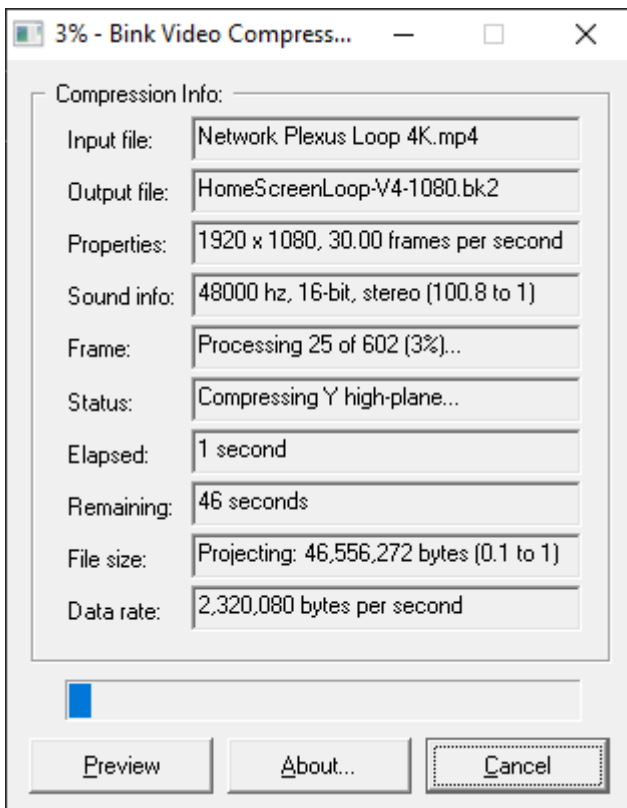 3% - Bink Video Compress...
Compression Info:
Input file: Network Plexus Loop 4K.mp4
Output file: HomeScreenLoop-V4-1080.bk2
Properties: 1920 x 1080, 30.00 frames per second
Sound info: 48000 hz, 16-bit, stereo (100.8 to 1)
Frame: Processing 25 of 602 (3%)...
Status: Compressing Y high-plane...
Elapsed: 1 second
Remaining: 46 seconds
File size: Projecting: 46,556,272 bytes (0.1 to 1)
Data rate: 2,320,080 bytes per second
Preview About... Cancel